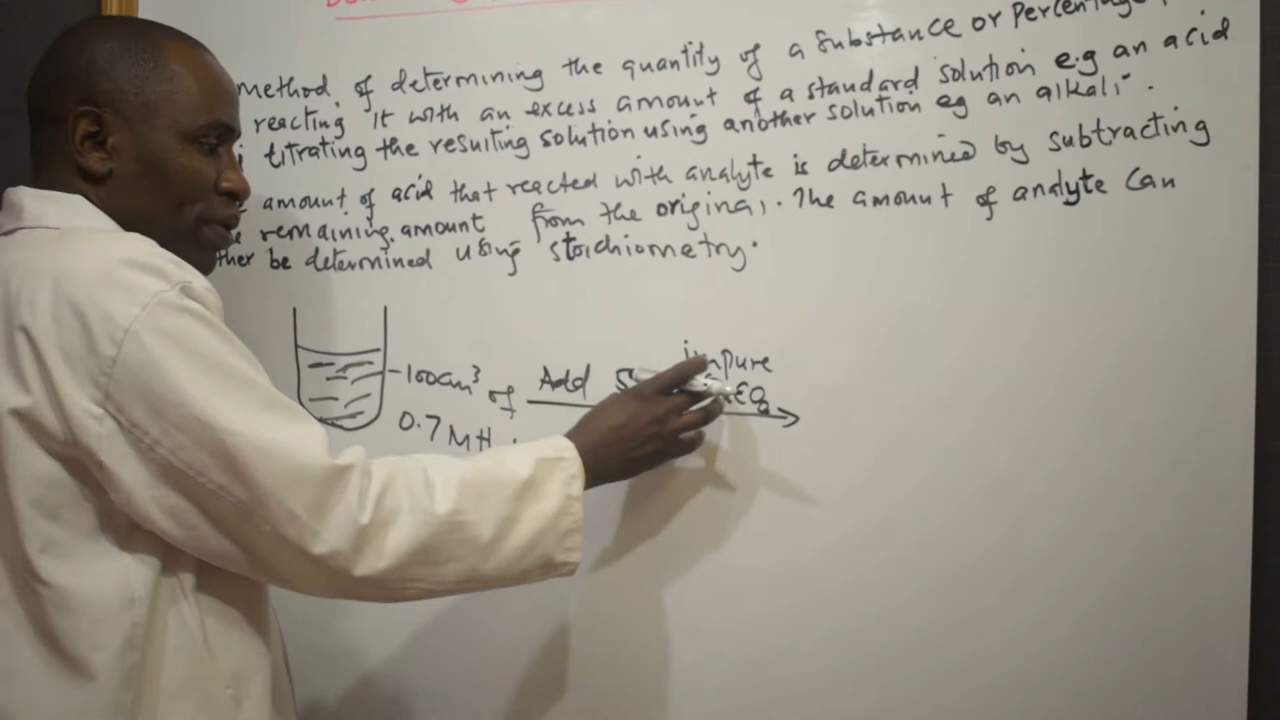 method of determining the quantity of a substance or percentage
reacting it with an excess amount of a standard solution e.g an acid
titrating the resulting solution using another solution eg an alkali.
amount of acid that reacted with analyte is determined by subtracting
remaining amount from the original. The amount of analyte can
be determined using stoichiometry.
impure
-100cm³ of Add
0.7 M